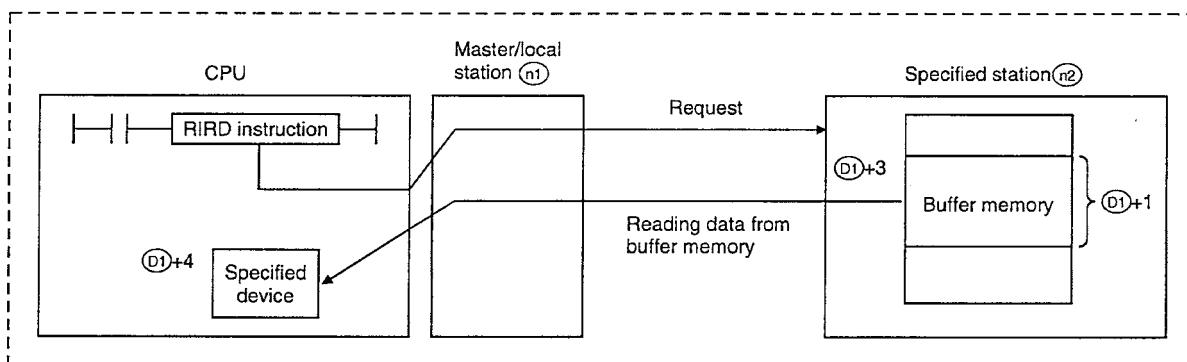 CPU
Master/local
station n1
Specified station n2
RIRD instruction
Request
D1+3
Buffer memory
D1+1
Reading data from
buffer memory
D1+4
Specified
device